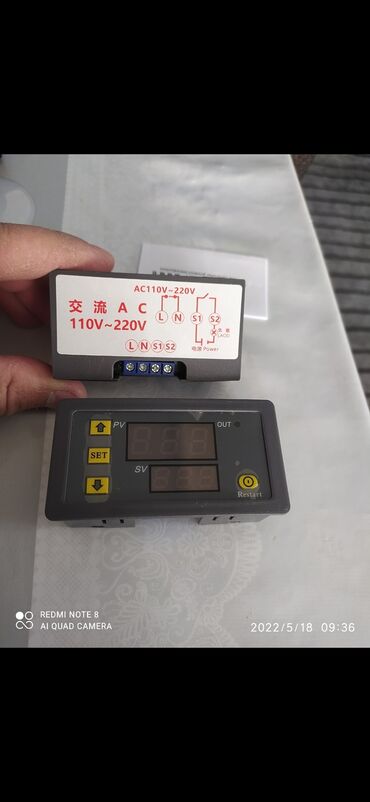 AC110V~220V
交流 AC
110V~220V
L N S1 S2
电源 Power
L N S1 S2
PV
OUT
SET
SV
Restart
REDMI NOTE 8
AI QUAD CAMERA
2022/5/18 09:36